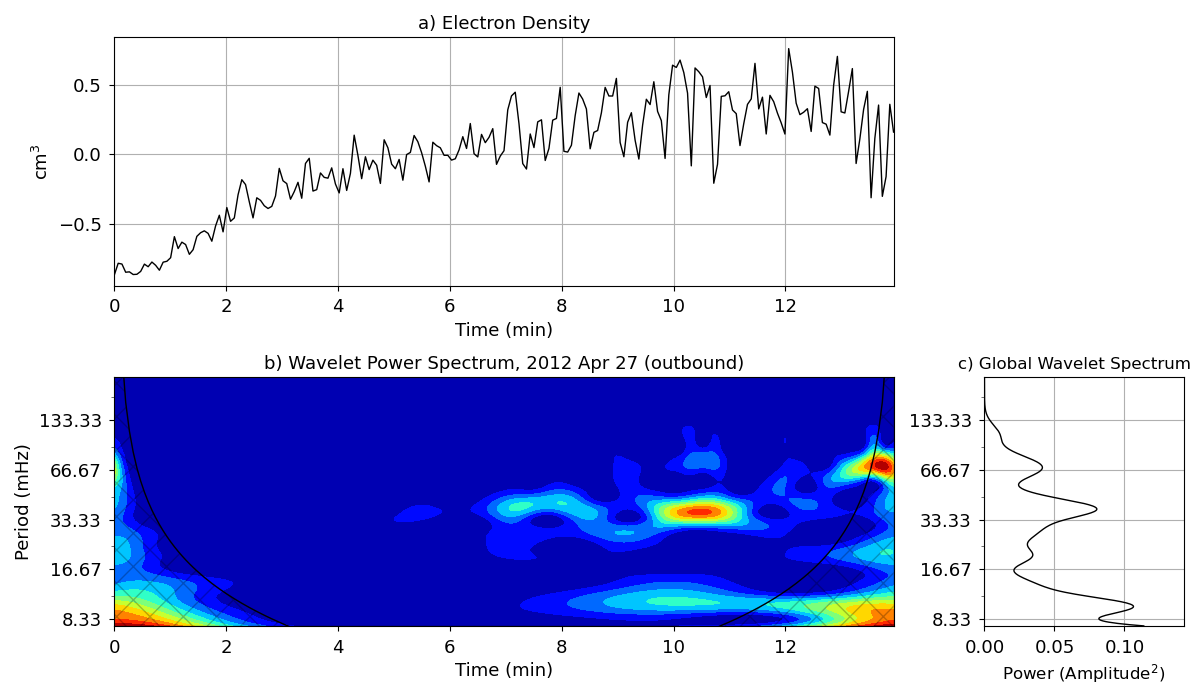 a) Electron Density
cm³
0.5
0.0
−0.5
0 2 4 6 8 10 12
Time (min)
b) Wavelet Power Spectrum, 2012 Apr 27 (outbound)
Period (mHz)
133.33
66.67
33.33
16.67
8.33
0 2 4 6 8 10 12
Time (min)
c) Global Wavelet Spectrum
133.33
66.67
33.33
16.67
8.33
0.00 0.05 0.10
Power (Amplitude²)